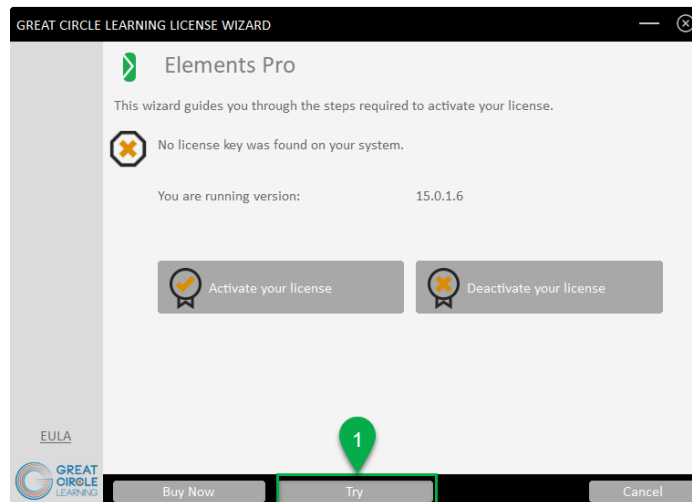 GREAT CIRCLE LEARNING LICENSE WIZARD
Elements Pro
This wizard guides you through the steps required to activate your license.
No license key was found on your system.
You are running version: 15.0.1.6
Activate your license
Deactivate your license
EULA
1
GREAT
CIRCLE
LEARNING
Buy Now
Try
Cancel